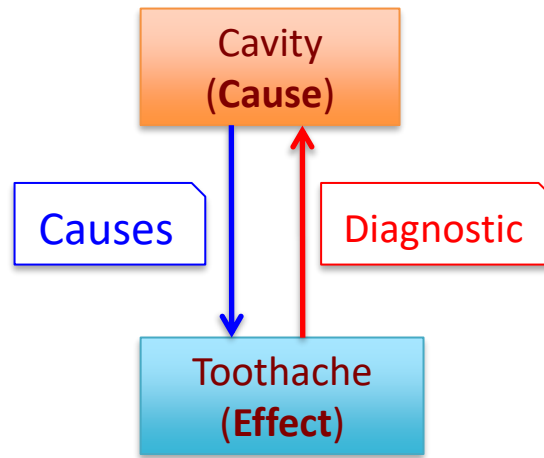 Cavity
(Cause)
Causes
Diagnostic
Toothache
(Effect)